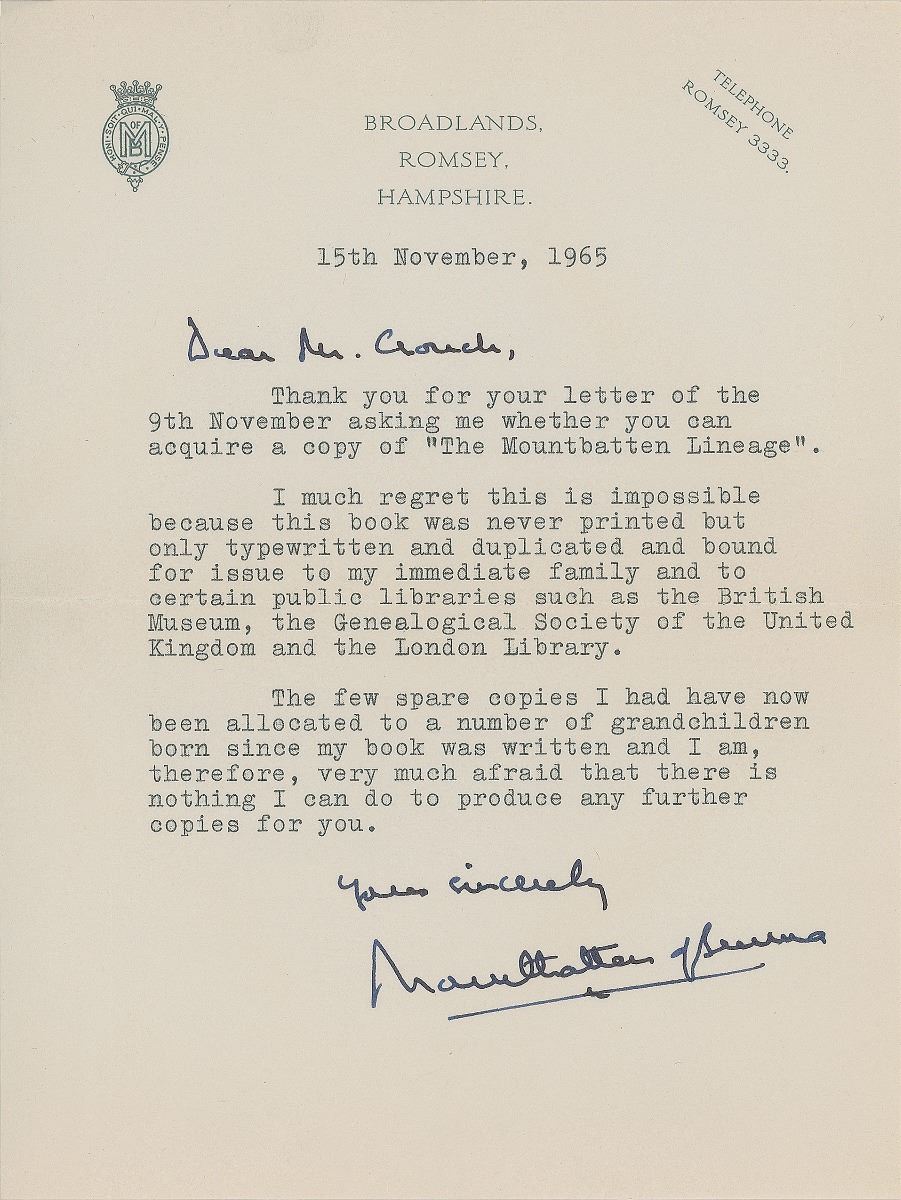 HONI·SOIT·QUI·MAL·Y·PENSE
M OF B
BROADLANDS,
ROMSEY,
HAMPSHIRE.
TELEPHONE
ROMSEY 3333.
15th November, 1965
Dear Mr. Crouch,
Thank you for your letter of the
9th November asking me whether you can
acquire a copy of "The Mountbatten Lineage".
I much regret this is impossible
because this book was never printed but
only typewritten and duplicated and bound
for issue to my immediate family and to
certain public libraries such as the British
Museum, the Genealogical Society of the United
Kingdom and the London Library.
The few spare copies I had have now
been allocated to a number of grandchildren
born since my book was written and I am,
therefore, very much afraid that there is
nothing I can do to produce any further
copies for you.
Yours sincerely
Mountbatten of Burma